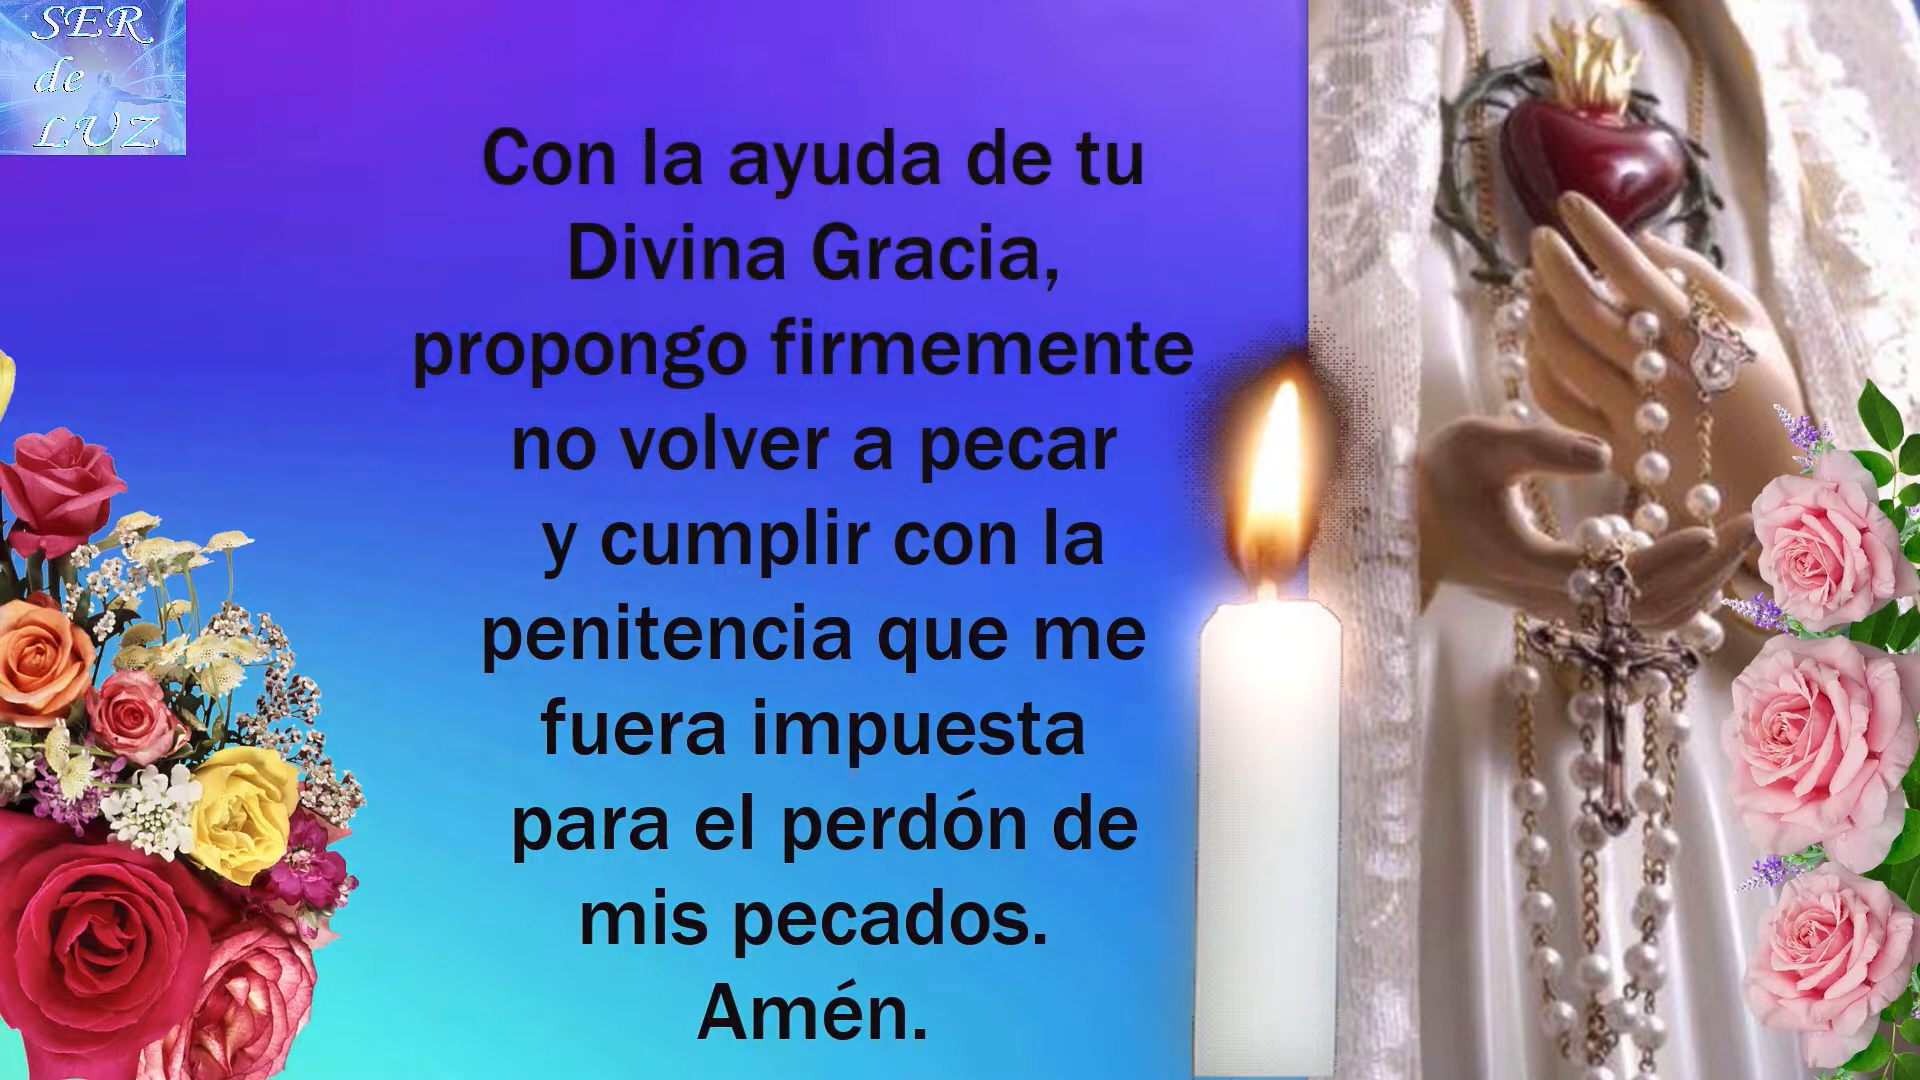 SER
de
LUZ
Con la ayuda de tu
Divina Gracia,
propongo firmemente
no volver a pecar
y cumplir con la
penitencia que me
fuera impuesta
para el perdón de
mis pecados.
Amén.